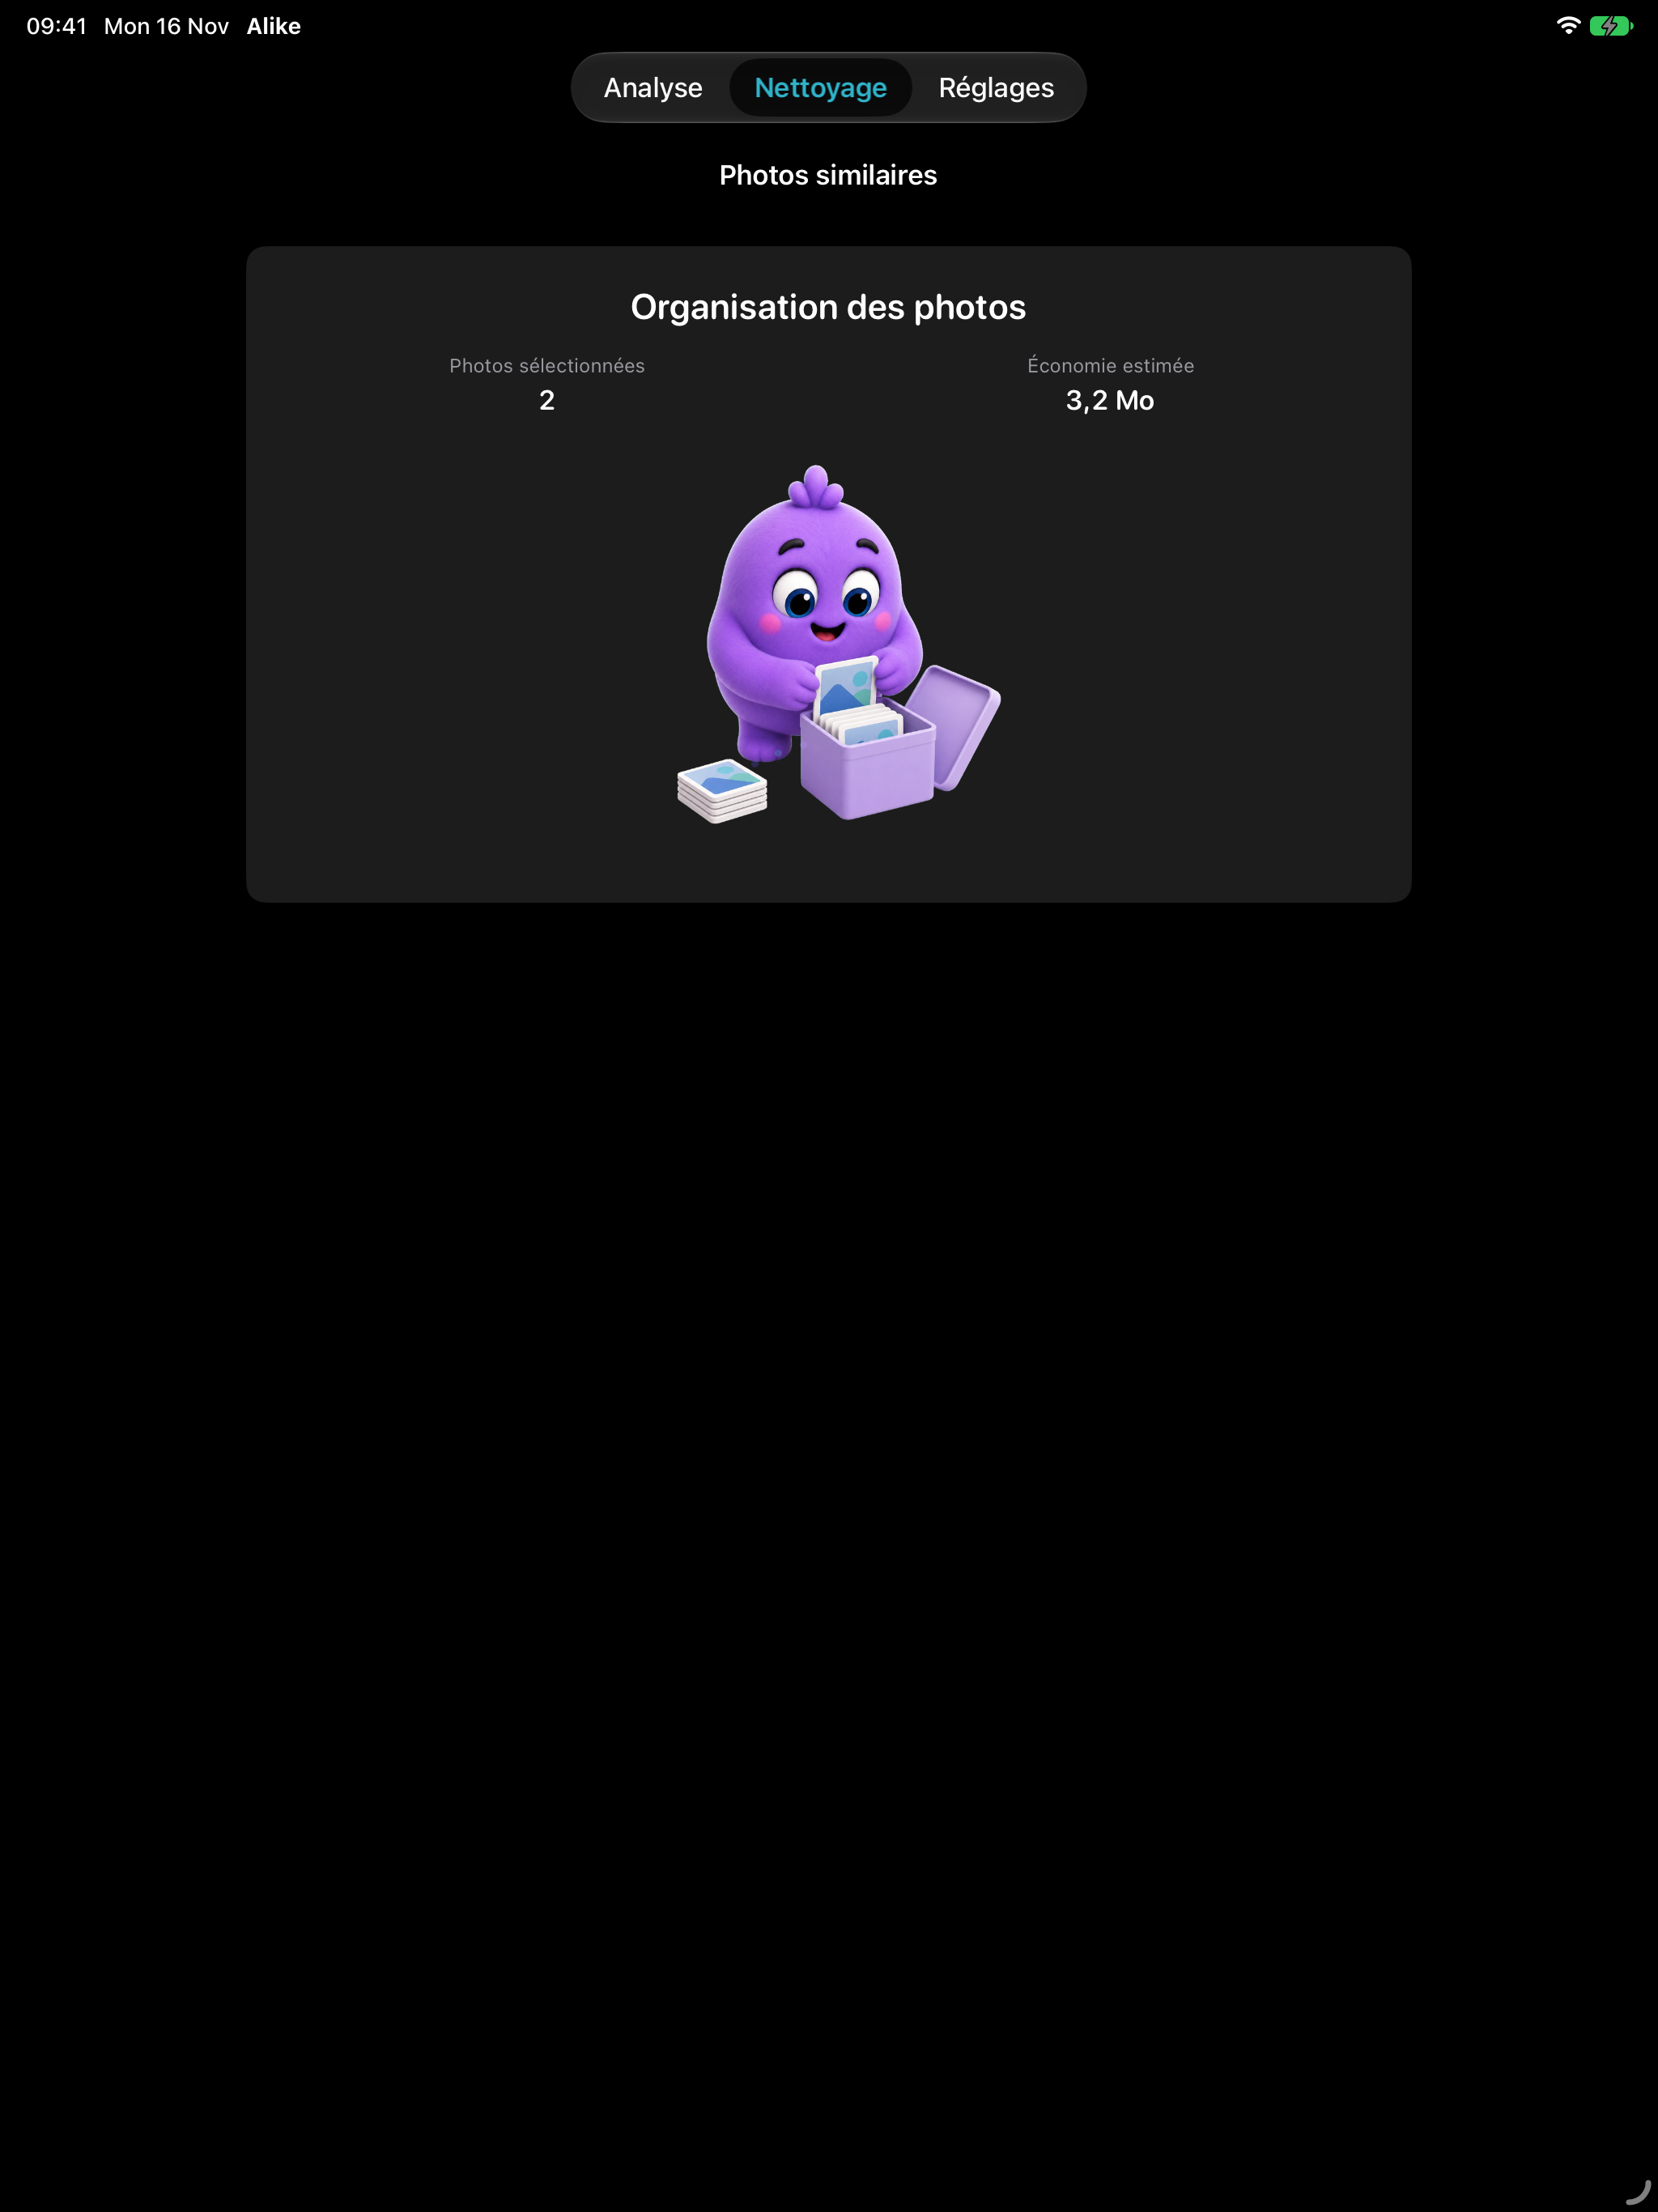 09:41 Mon 16 Nov Alike
Analyse Nettoyage Réglages
Photos similaires
Organisation des photos
Photos sélectionnées Économie estimée
2 3,2 Mo